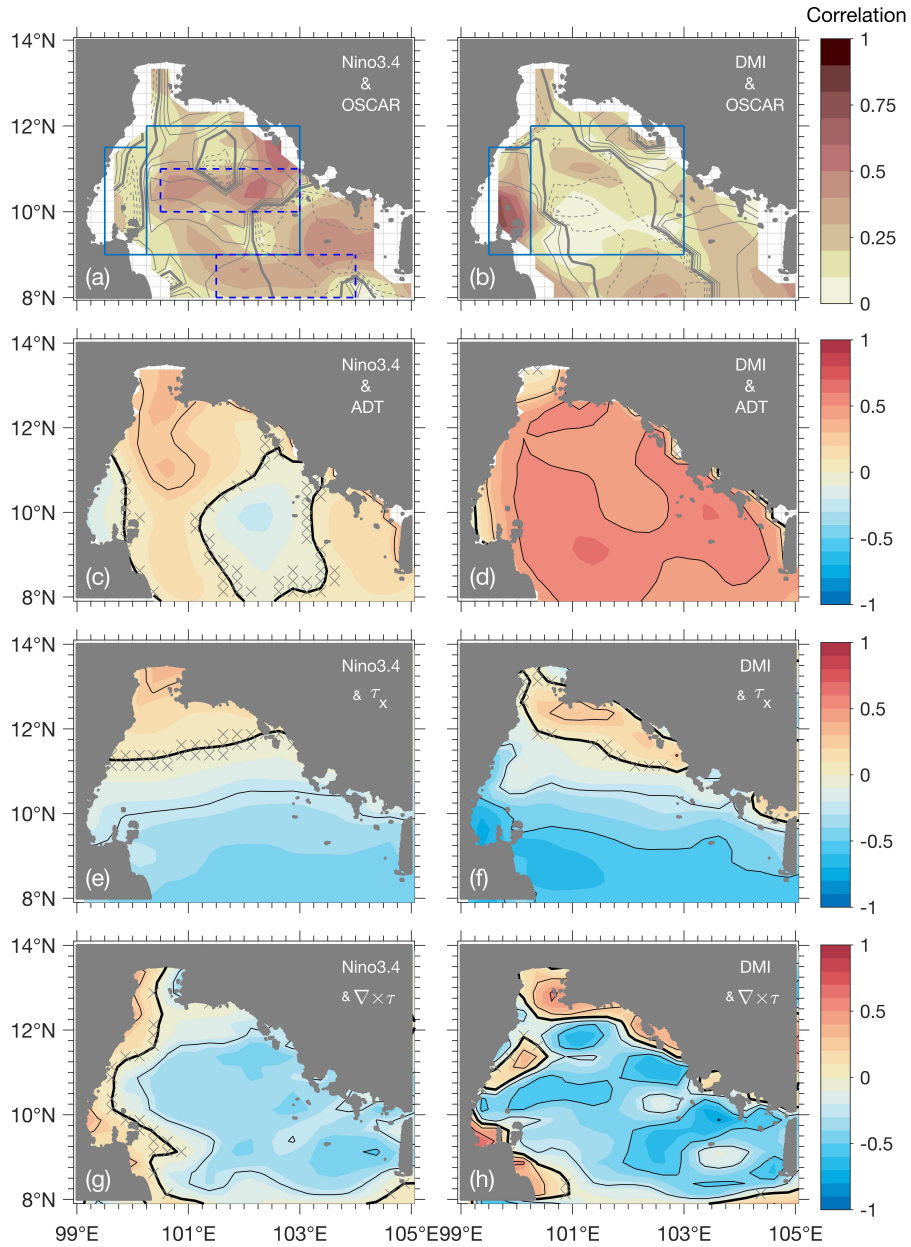 Correlation
14°N
12°N
10°N
8°N
Nino3.4
&
OSCAR
(a)
DMI
&
OSCAR
(b)
1
0.75
0.5
0.25
0
14°N
12°N
10°N
8°N
Nino3.4
&
ADT
(c)
DMI
&
ADT
(d)
1
0.5
0
-0.5
-1
14°N
12°N
10°N
8°N
Nino3.4
& τx
(e)
DMI
& τx
(f)
1
0.5
0
-0.5
-1
14°N
12°N
10°N
8°N
Nino3.4
& ∇×τ
(g)
DMI
& ∇×τ
(h)
1
0.5
0
-0.5
-1
99°E 101°E 103°E 105°E 99°E 101°E 103°E 105°E